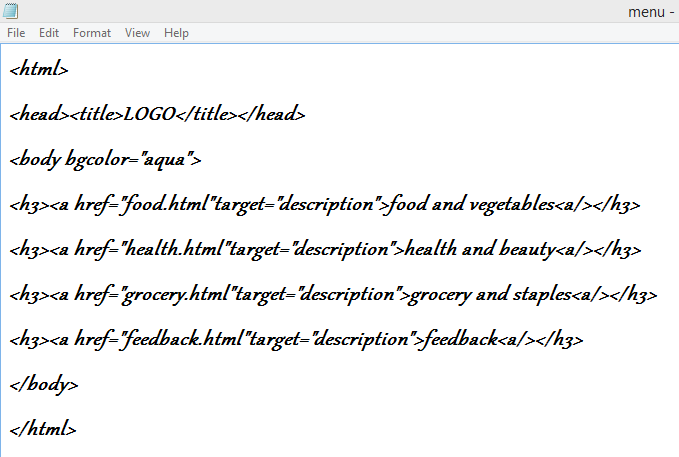 menu -
File Edit Format View Help
<html>
<head><title>LOGO</title></head>
<body bgcolor="aqua">
<h3><a href="food.html"target="description">food and vegetables<a/></h3>
<h3><a href="health.html"target="description">health and beauty<a/></h3>
<h3><a href="grocery.html"target="description">grocery and staples<a/></h3>
<h3><a href="feedback.html"target="description">feedback<a/></h3>
</body>
</html>